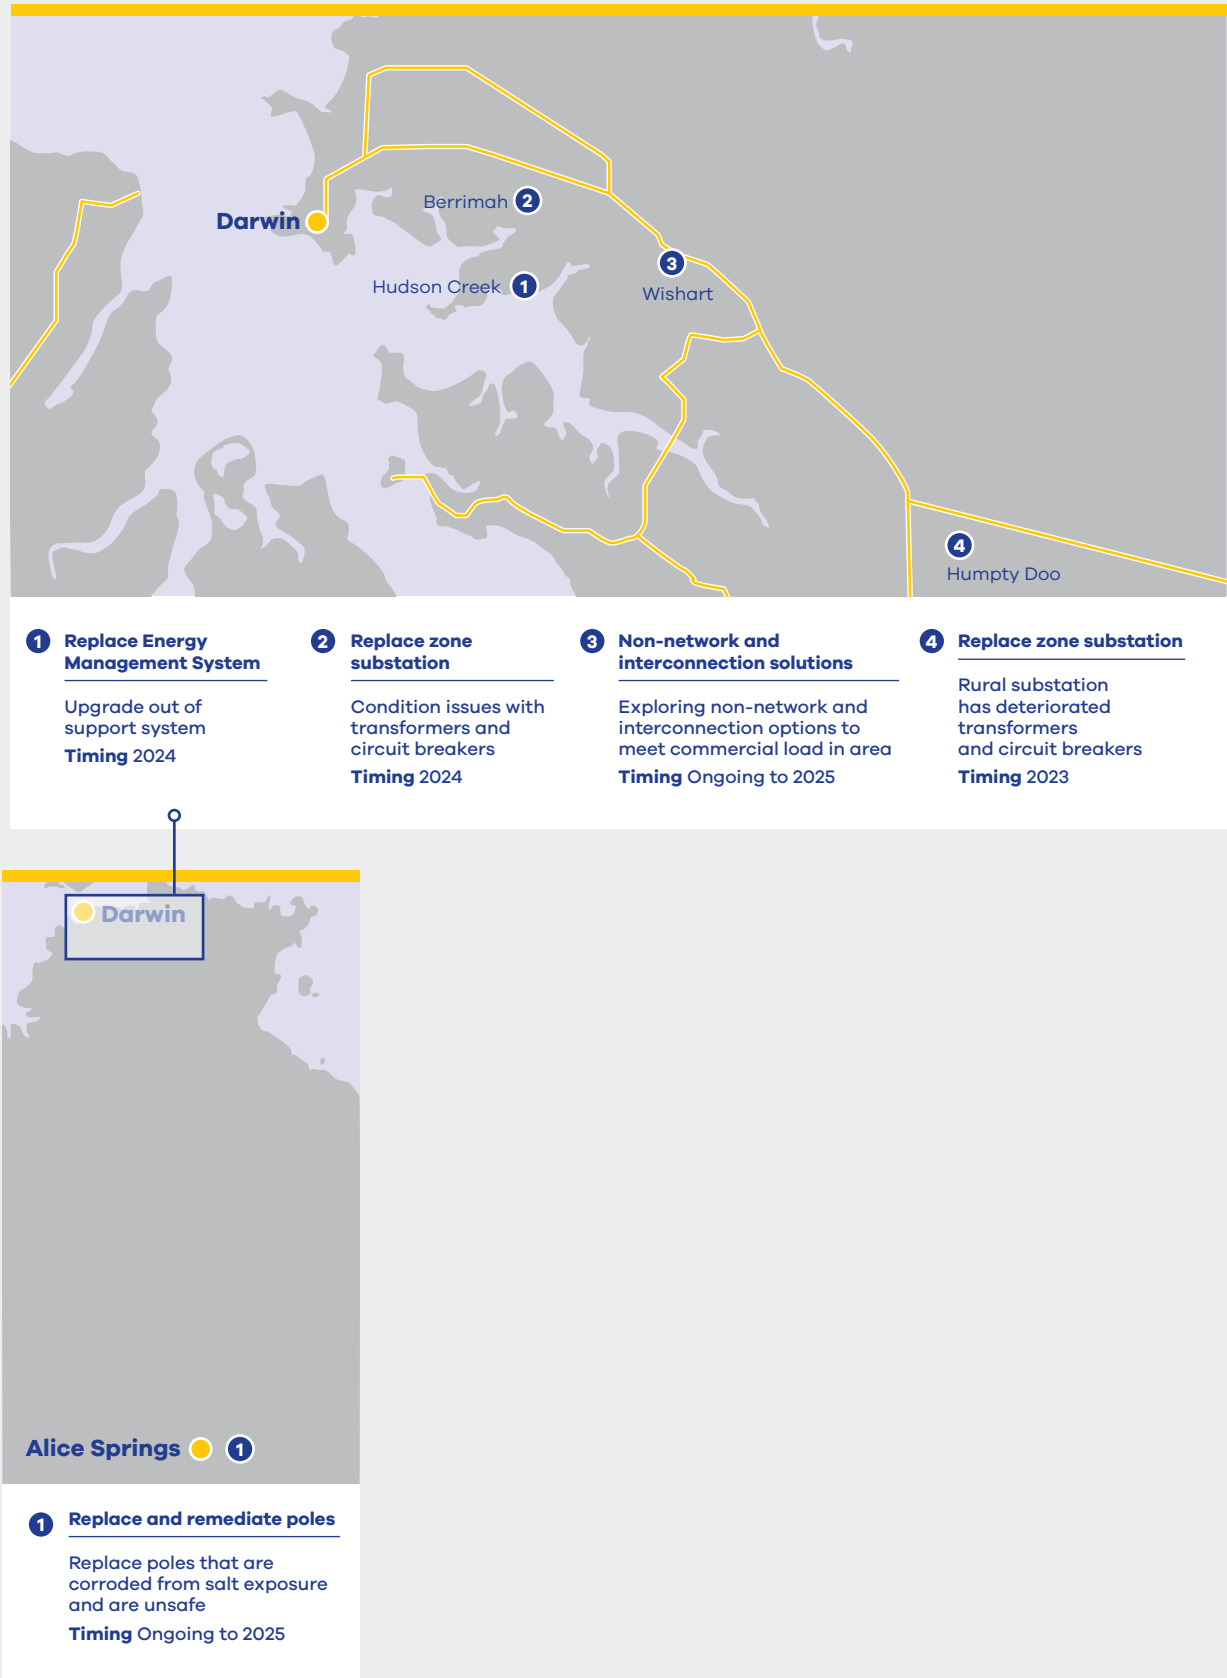 Darwin
Berrimah 2
Hudson Creek 1
3
Wishart
4
Humpty Doo
1 Replace Energy
Management System
Upgrade out of
support system
Timing 2024
2 Replace zone
substation
Condition issues with
transformers and
circuit breakers
Timing 2024
3 Non-network and
interconnection solutions
Exploring non-network and
interconnection options to
meet commercial load in area
Timing Ongoing to 2025
4 Replace zone substation
Rural substation
has deteriorated
transformers
and circuit breakers
Timing 2023
Darwin
Alice Springs 1
1 Replace and remediate poles
Replace poles that are
corroded from salt exposure
and are unsafe
Timing Ongoing to 2025